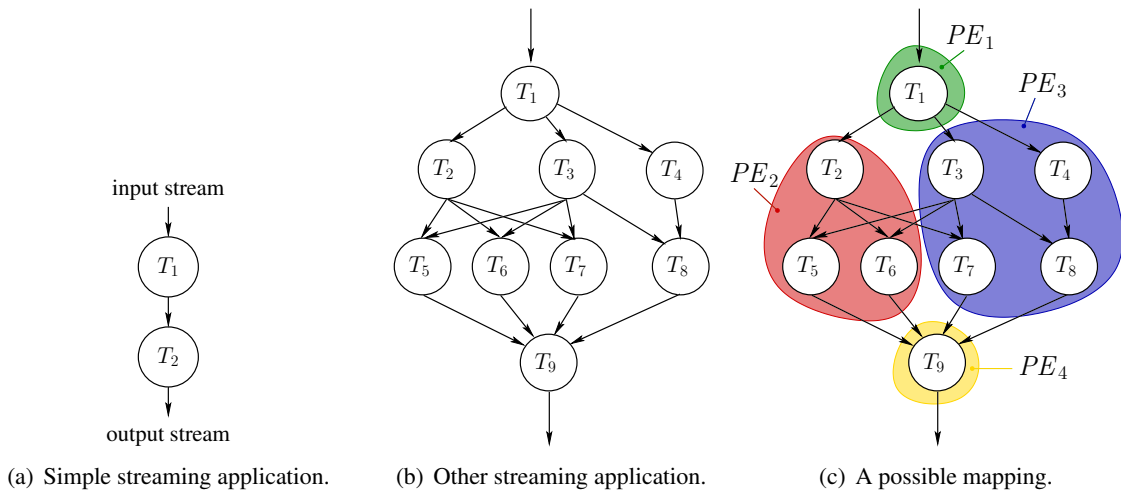 input stream
T1
T2
output stream
(a) Simple streaming application.
T1
T2 T3 T4
T5 T6 T7 T8
T9
(b) Other streaming application.
PE1
T1
PE3
PE2
T2 T3 T4
T5 T6 T7 T8
T9
PE4
(c) A possible mapping.